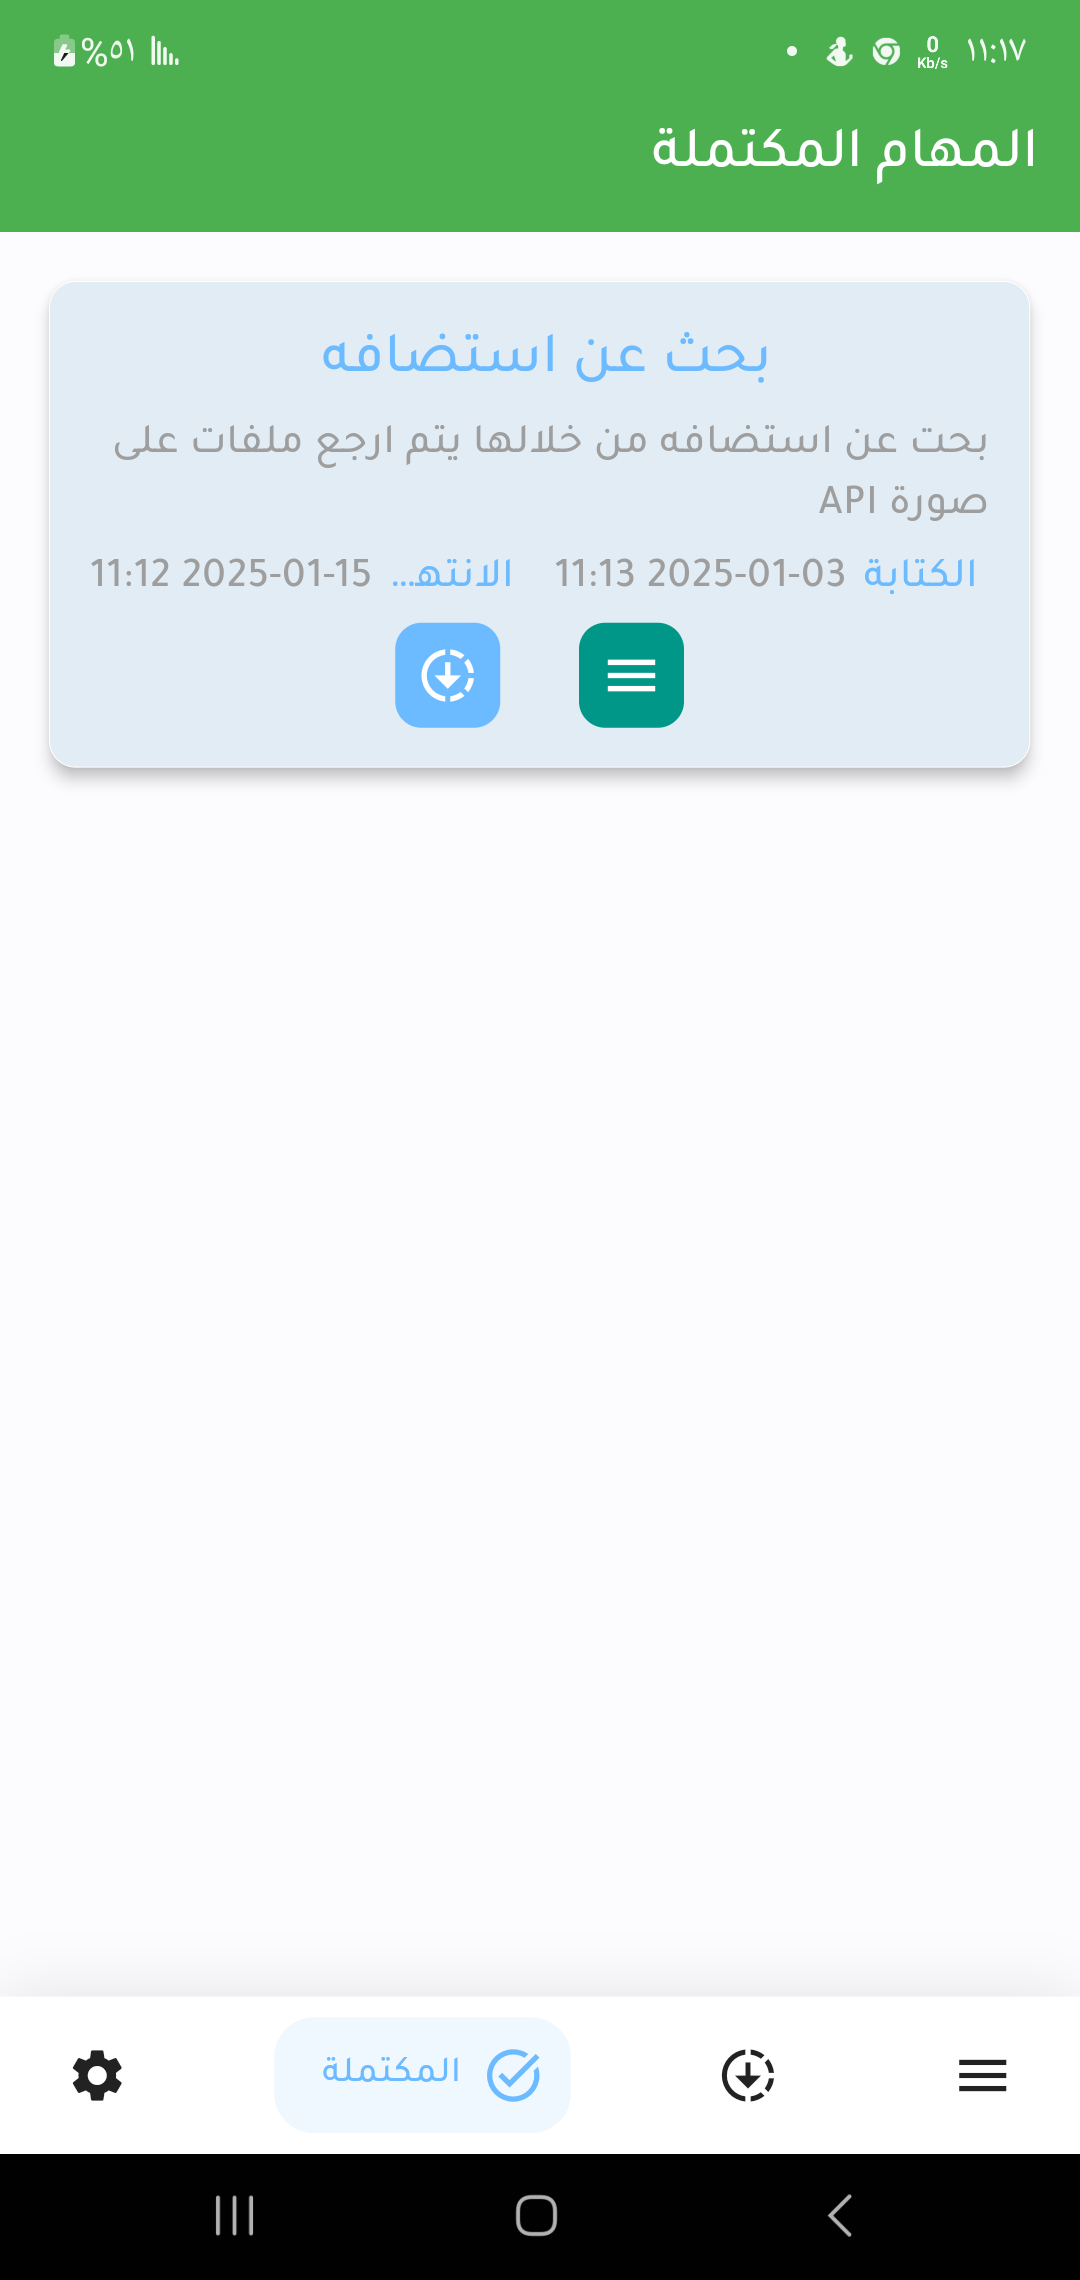 ١١:١٧ 0 Kb/s ٥١%
المهام المكتملة
بحث عن استضافه
بحت عن استضافه من خلالها يتم ارجع ملفات على
صورة API
الكتابة 2025-01-03 11:13 الانتهـ... 2025-01-15 11:12
المكتملة